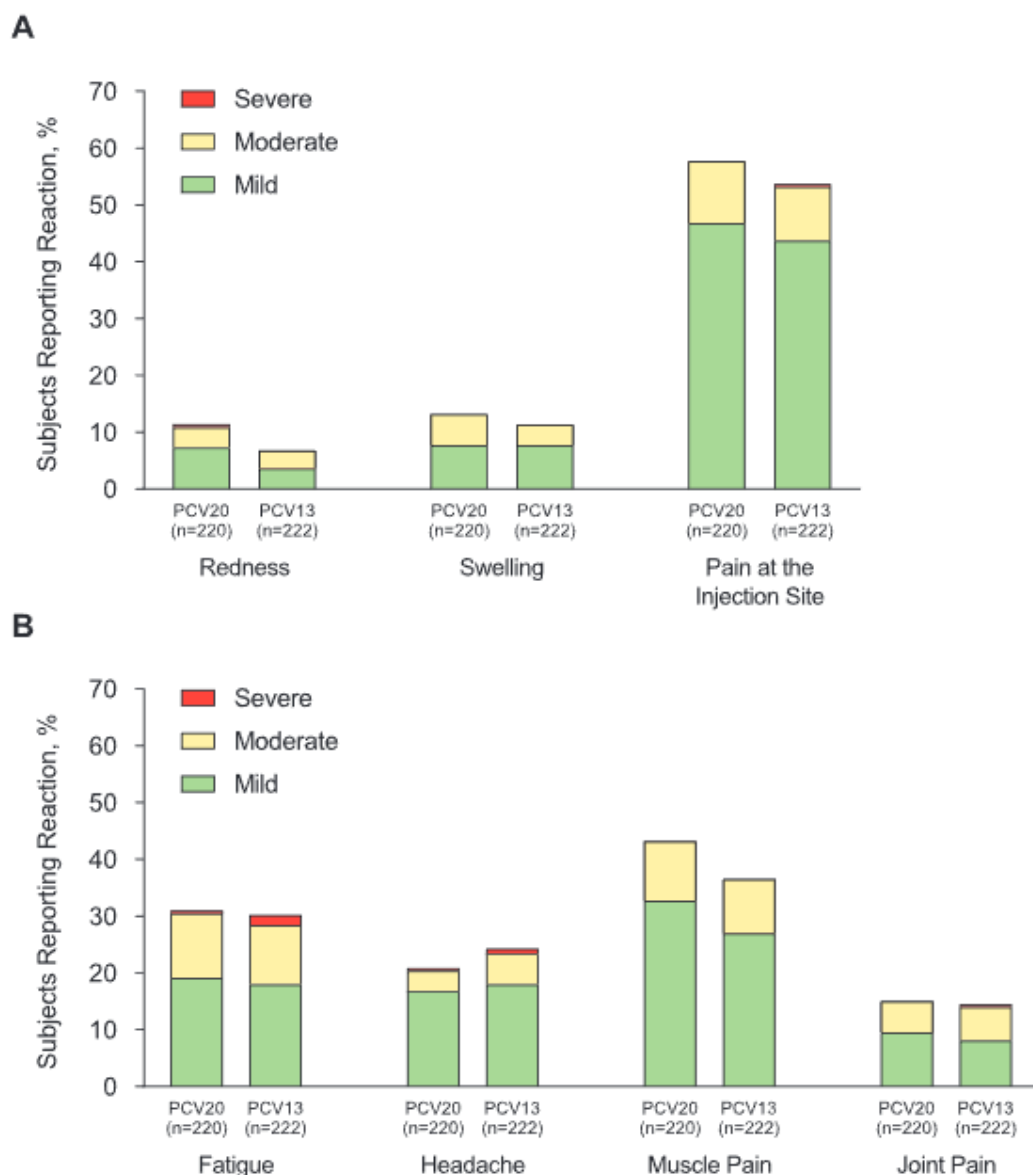 A
Subjects Reporting Reaction, %
70
60
50
40
30
20
10
0
Severe
Moderate
Mild
PCV20 PCV13 PCV20 PCV13 PCV20 PCV13
(n=220) (n=222) (n=220) (n=222) (n=220) (n=222)
Redness Swelling Pain at the
Injection Site
B
Subjects Reporting Reaction, %
70
60
50
40
30
20
10
0
Severe
Moderate
Mild
PCV20 PCV13 PCV20 PCV13 PCV20 PCV13 PCV20 PCV13
(n=220) (n=222) (n=220) (n=222) (n=220) (n=222) (n=220) (n=222)
Fatigue Headache Muscle Pain Joint Pain